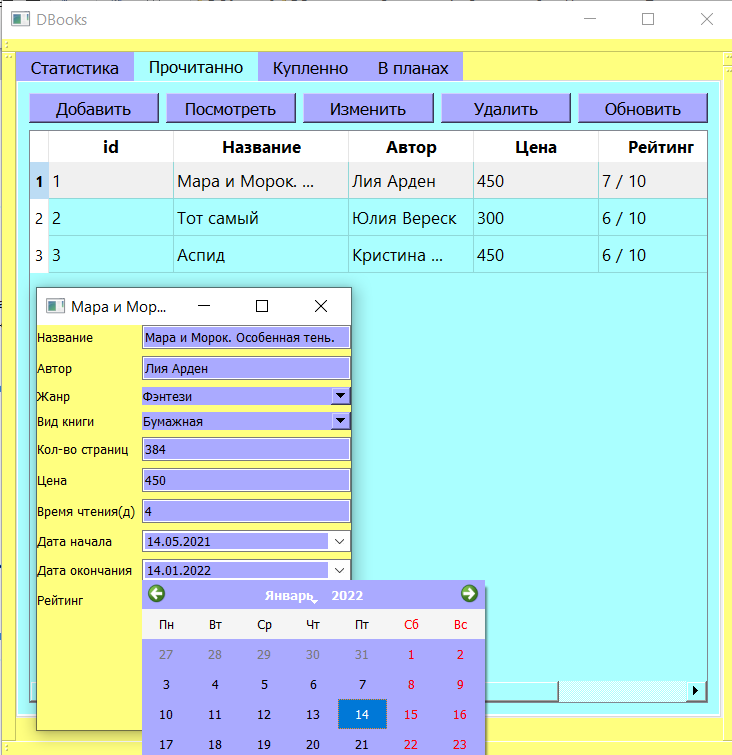 DBooks
Статистика Прочитанно Купленно В планах
Добавить Посмотреть Изменить Удалить Обновить
id Название Автор Цена Рейтинг
1 1 Мара и Морок. ... Лия Арден 450 7 / 10
2 2 Тот самый Юлия Вереск 300 6 / 10
3 3 Аспид Кристина ... 450 6 / 10
Мара и Мор...
Название Мара и Морок. Особенная тень.
Автор Лия Арден
Жанр Фэнтези
Вид книги Бумажная
Кол-во страниц 384
Цена 450
Время чтения(д) 4
Дата начала 14.05.2021
Дата окончания 14.01.2022
Рейтинг
Январь 2022
Пн Вт Ср Чт Пт Сб Вс
27 28 29 30 31 1 2
3 4 5 6 7 8 9
10 11 12 13 14 15 16
17 18 19 20 21 22 23